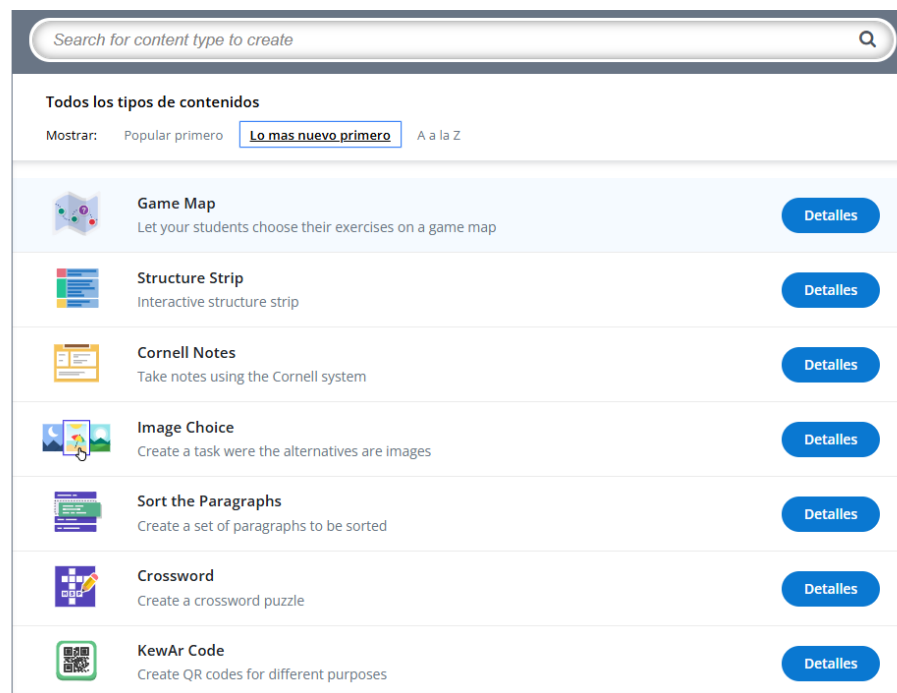 Search for content type to create
Todos los tipos de contenidos
Mostrar: Popular primero Lo mas nuevo primero A a la Z
Game Map
Let your students choose their exercises on a game map
Detalles
Structure Strip
Interactive structure strip
Detalles
Cornell Notes
Take notes using the Cornell system
Detalles
Image Choice
Create a task were the alternatives are images
Detalles
Sort the Paragraphs
Create a set of paragraphs to be sorted
Detalles
Crossword
Create a crossword puzzle
Detalles
KewAr Code
Create QR codes for different purposes
Detalles